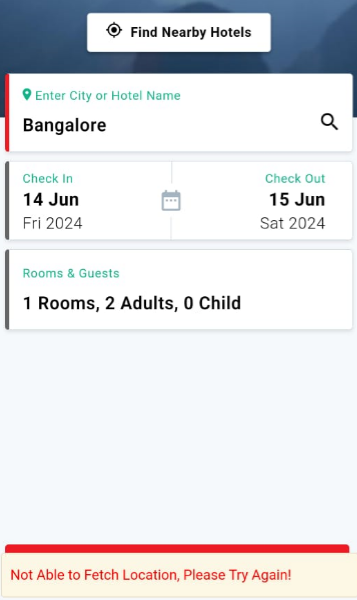 Find Nearby Hotels
Enter City or Hotel Name
Bangalore
Check In
Check Out
14 Jun
15 Jun
Fri 2024
Sat 2024
Rooms & Guests
1 Rooms, 2 Adults, 0 Child
Not Able to Fetch Location, Please Try Again!